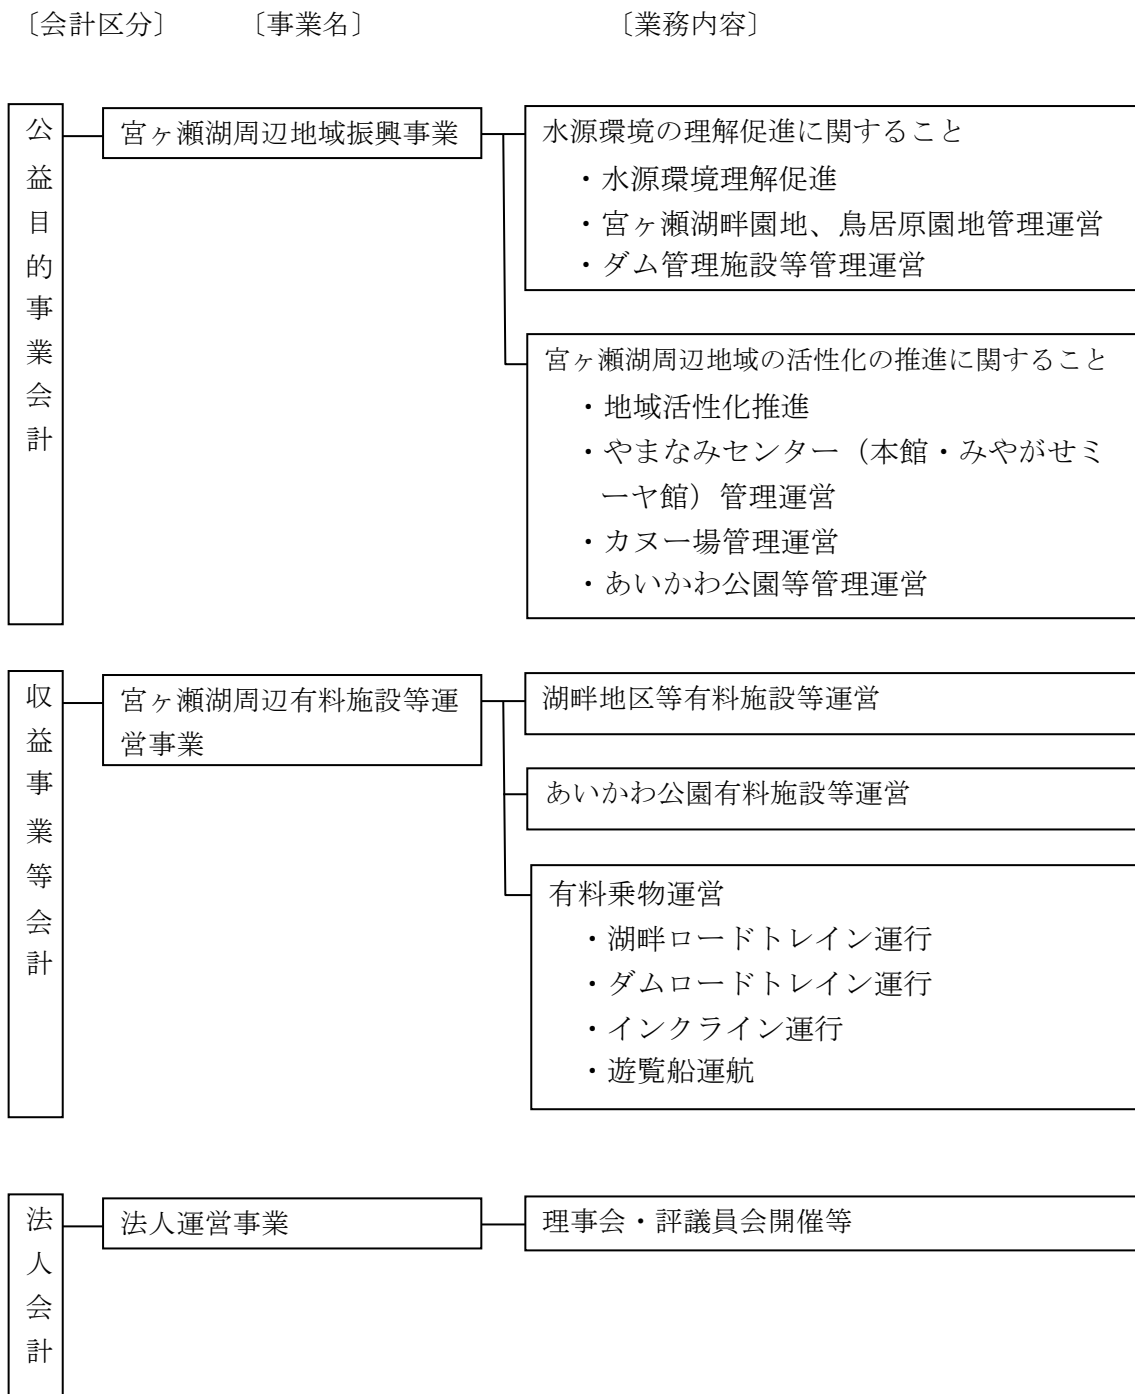 〔会計区分〕 〔事業名〕 〔業務内容〕
公益目的事業会計
宮ヶ瀬湖周辺地域振興事業
水源環境の理解促進に関すること
・水源環境理解促進
・宮ヶ瀬湖畔園地、鳥居原園地管理運営
・ダム管理施設等管理運営
宮ヶ瀬湖周辺地域の活性化の推進に関すること
・地域活性化推進
・やまなみセンター（本館・みやがせミ
ーヤ館）管理運営
・カヌー場管理運営
・あいかわ公園等管理運営
収益事業等会計
宮ヶ瀬湖周辺有料施設等運
営事業
湖畔地区等有料施設等運営
あいかわ公園有料施設等運営
有料乗物運営
・湖畔ロードトレイン運行
・ダムロードトレイン運行
・インクライン運行
・遊覧船運航
法人会計
法人運営事業
理事会・評議員会開催等